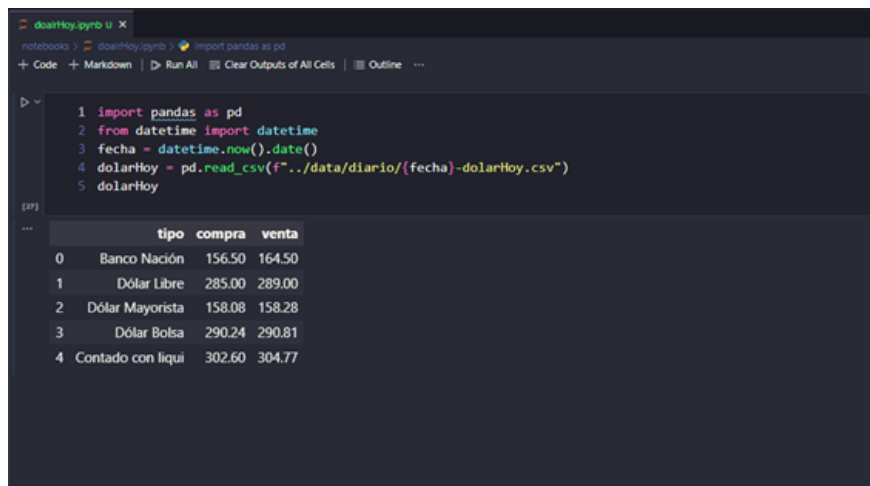 doairHoy.ipynb U ×
notebooks > doairHoy.ipynb > import pandas as pd
+ Code + Markdown | Run All Clear Outputs of All Cells | Outline ...
1 import pandas as pd
2 from datetime import datetime
3 fecha = datetime.now().date()
4 dolarHoy = pd.read_csv(f"../data/diario/{fecha}-dolarHoy.csv")
5 dolarHoy
[27]
... tipo compra venta
0 Banco Nación 156.50 164.50
1 Dólar Libre 285.00 289.00
2 Dólar Mayorista 158.08 158.28
3 Dólar Bolsa 290.24 290.81
4 Contado con liqui 302.60 304.77